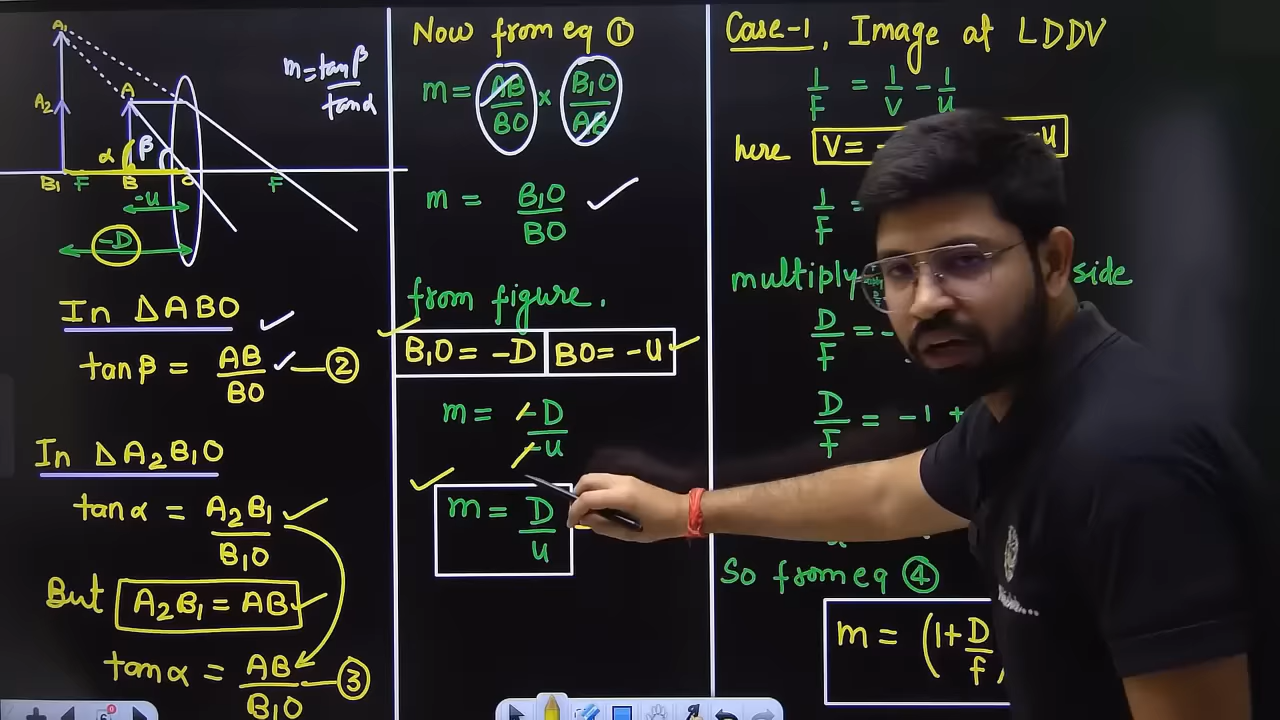 A₁
A₂
A
α
β
B₁
F
B
O
F
-u
-D
m = tanβ/tanα
In △ABO
tanβ = AB/BO —②
In △A₂B₁O
tanα = A₂B₁/B₁O
But A₂B₁ = AB
tanα = AB/B₁O —③
Now from eq ①
m = AB/BO × B₁O/AB
m = B₁O/BO
from figure.
B₁O = -D BO = -u
m = -D/-u
m = D/u
Case-1, Image at LDDV
1/F = 1/V - 1/u
here V = - -u
1/F =
multiply side
D/F = -
D/F = -1 +
So from eq ④
m = (1+D/f